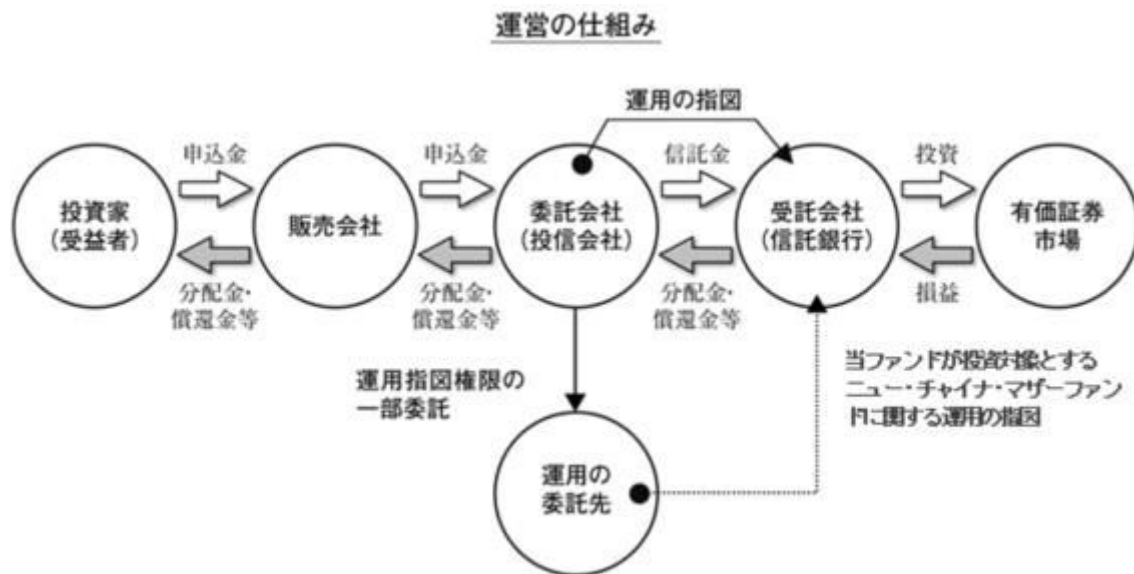 運営の仕組み
運用の指図
申込金
申込金
信託金
投資
投資家
（受益者）
販売会社
委託会社
（投信会社）
受託会社
（信託銀行）
有価証券
市場
分配金・
償還金等
分配金・
償還金等
分配金・
償還金等
損益
運用指図権限の
一部委託
当ファンドが投資対象とする
ニュー・チャイナ・マザーファン
ドに関する運用の指図
運用の
委託先